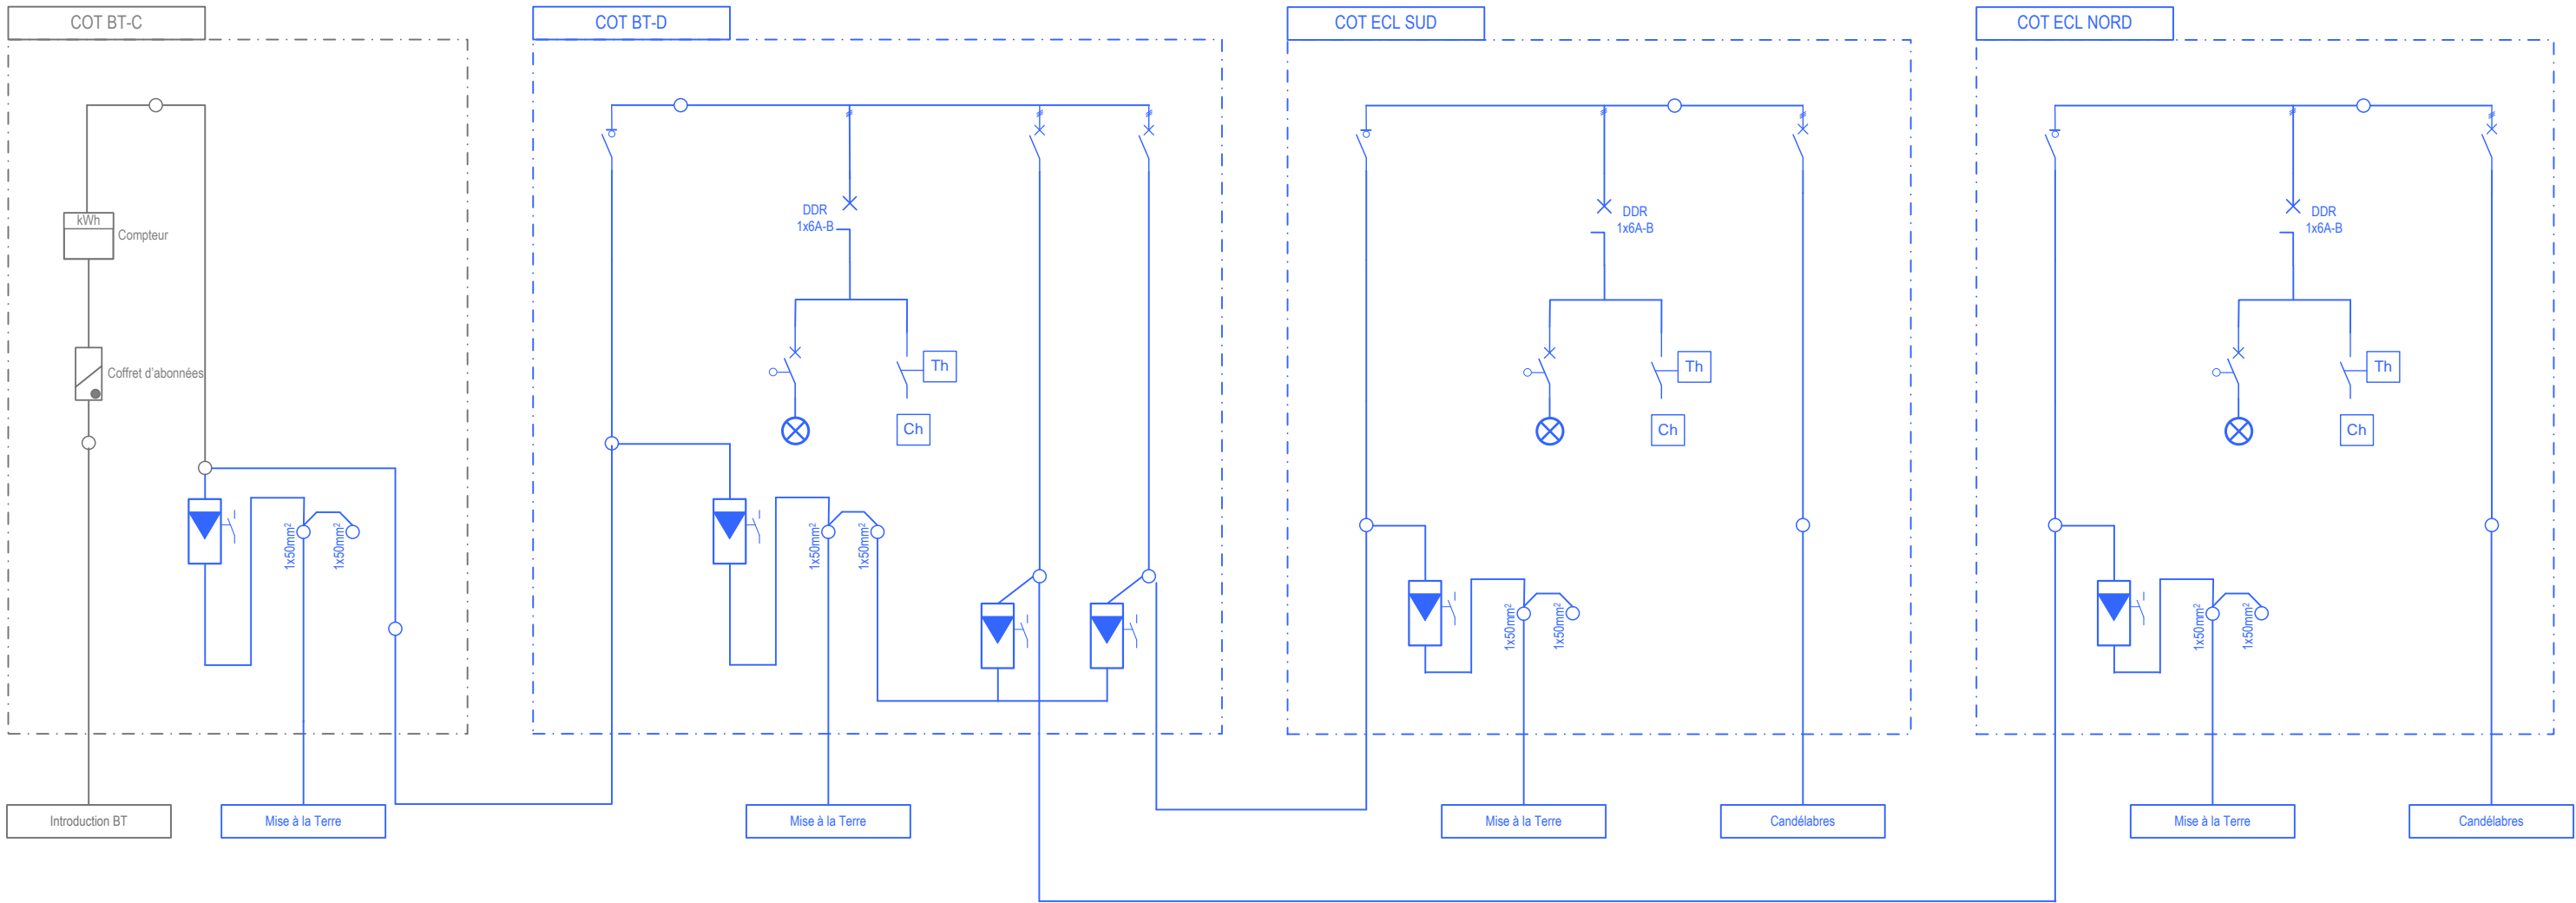 COT BT-C
COT BT-D
COT ECL SUD
COT ECL NORD
kWh
Compteur
Coffret d'abonnées
1x50mm²
1x50mm²
Introduction BT
Mise à la Terre
DDR
1x6A-B
Th
Ch
1x50mm²
1x50mm²
Mise à la Terre
DDR
1x6A-B
Th
Ch
1x50mm²
1x50mm²
Mise à la Terre
Candélabres
DDR
1x6A-B
Th
Ch
1x50mm²
1x50mm²
Mise à la Terre
Candélabres